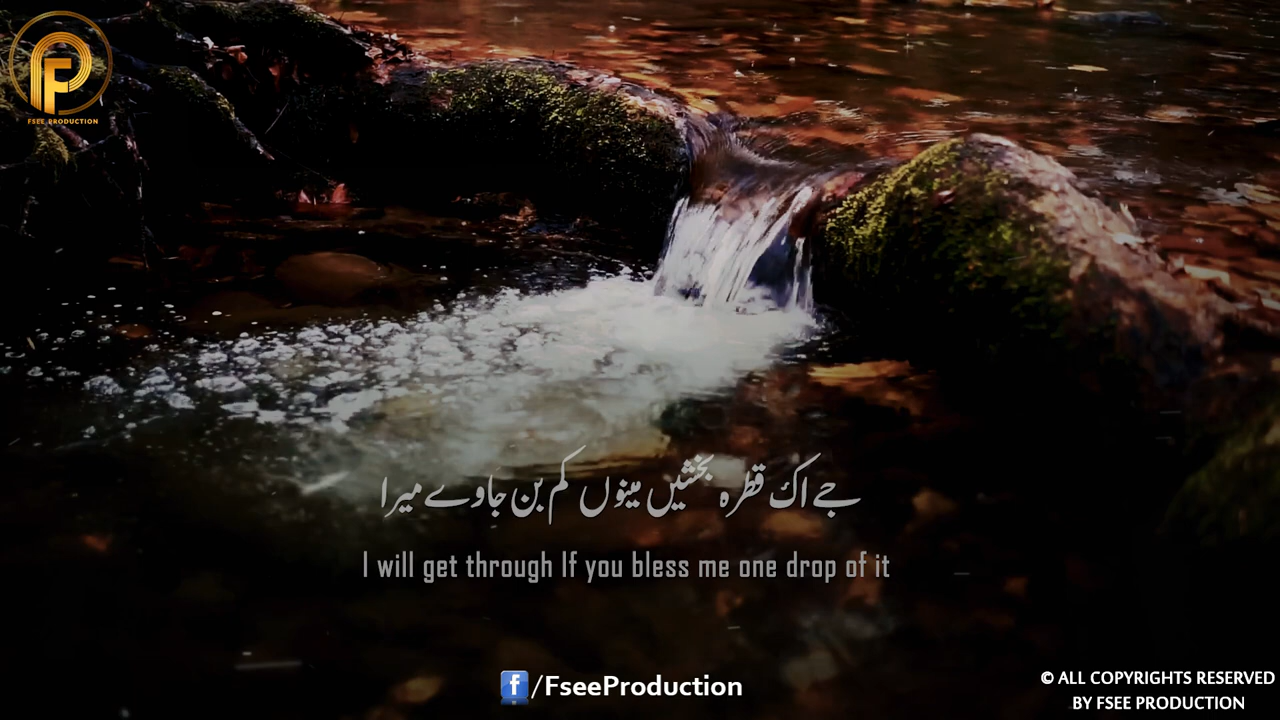 FSEE PRODUCTION
جے اک قطرہ بخشیں مینوں کم بن جاوے میرا
I will get through If you bless me one drop of it
f/FseeProduction
© ALL COPYRIGHTS RESERVED
BY FSEE PRODUCTION